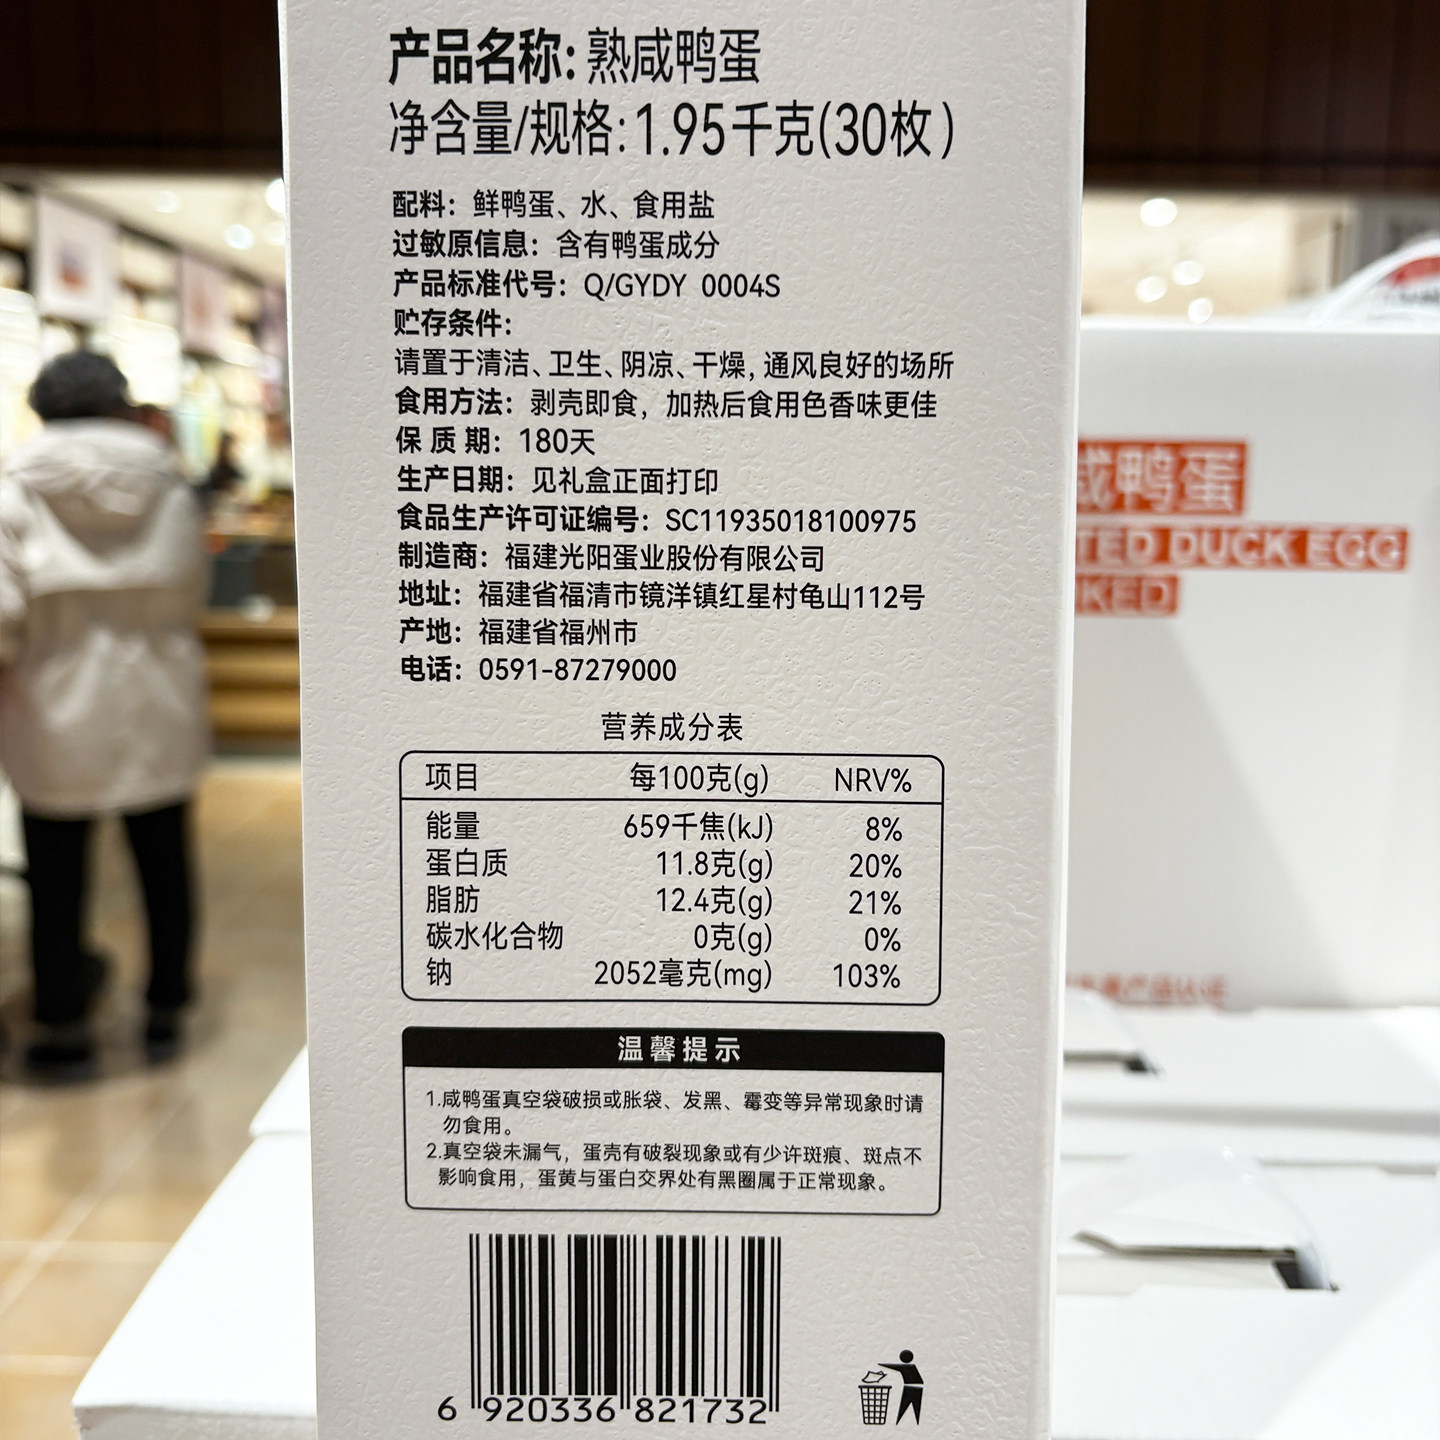 产品名称：熟咸鸭蛋
净含量/规格：1.95千克(30枚)
配料：鲜鸭蛋、水、食用盐
过敏原信息：含有鸭蛋成分
产品标准代号：Q/GYDY 0004S
贮存条件：
请置于清洁、卫生、阴凉、干燥，通风良好的场所
食用方法：剥壳即食，加热后食用色香味更佳
保质期：180天
生产日期：见礼盒正面打印
食品生产许可证编号：SC11935018100975
制造商：福建光阳蛋业股份有限公司
地址：福建省福清市镜洋镇红星村龟山112号
产地：福建省福州市
电话：0591-87279000
营养成分表
项目 每100克(g) NRV%
能量 659千焦(kJ) 8%
蛋白质 11.8克(g) 20%
脂肪 12.4克(g) 21%
碳水化合物 0克(g) 0%
钠 2052毫克(mg) 103%
温馨提示
1.咸鸭蛋真空袋破损或胀袋、发黑、霉变等异常现象时请
勿食用。
2.真空袋未漏气，蛋壳有破裂现象或有少许斑痕、斑点不
影响食用，蛋黄与蛋白交界处有黑圈属于正常现象。
6 920336 821732
咸鸭蛋
TED DUCK EGG
KED